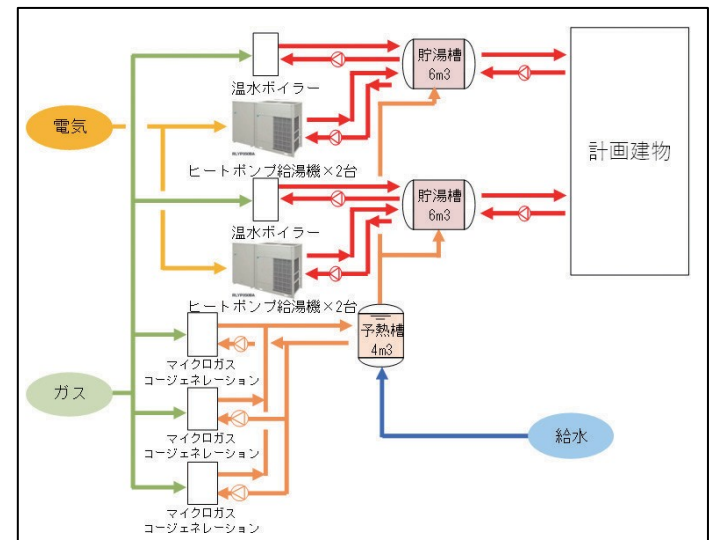 貯湯槽
6m3
温水ボイラー
電気
計画建物
ヒートポンプ給湯機×2台
貯湯槽
6m3
温水ボイラー
ヒートポンプ給湯機×2台
予熱槽
4m3
マイクロガス
コージェネレーション
ガス
マイクロガス
コージェネレーション
給水
マイクロガス
コージェネレーション